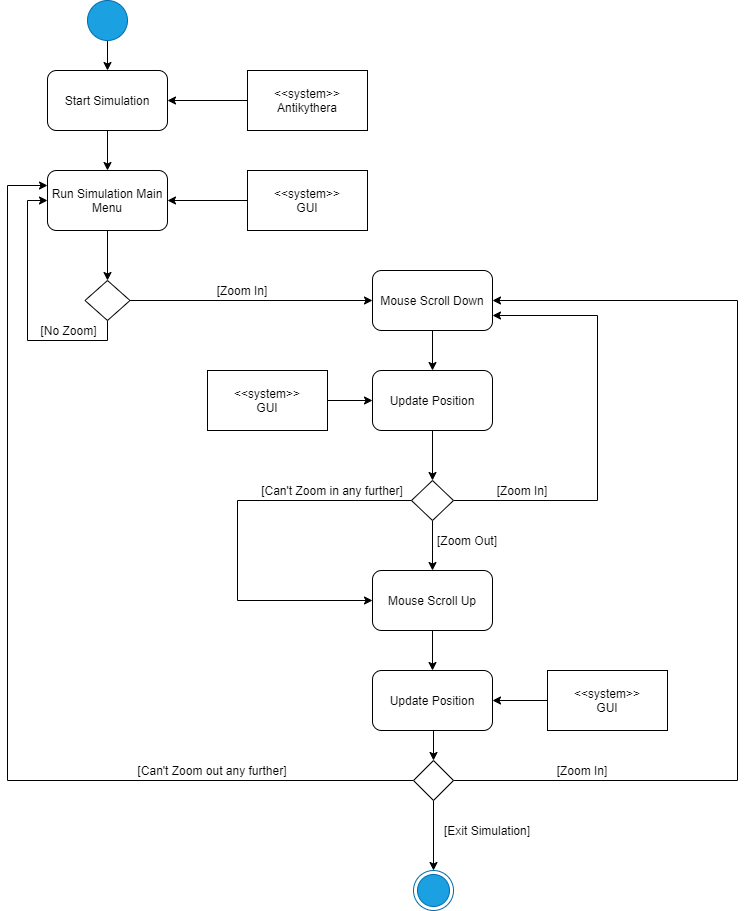 Start Simulation
<<system>>
Antikythera
Run Simulation Main
Menu
<<system>>
GUI
[Zoom In]
Mouse Scroll Down
[No Zoom]
<<system>>
GUI
Update Position
[Can't Zoom in any further]
[Zoom In]
[Zoom Out]
Mouse Scroll Up
Update Position
<<system>>
GUI
[Can't Zoom out any further]
[Zoom In]
[Exit Simulation]